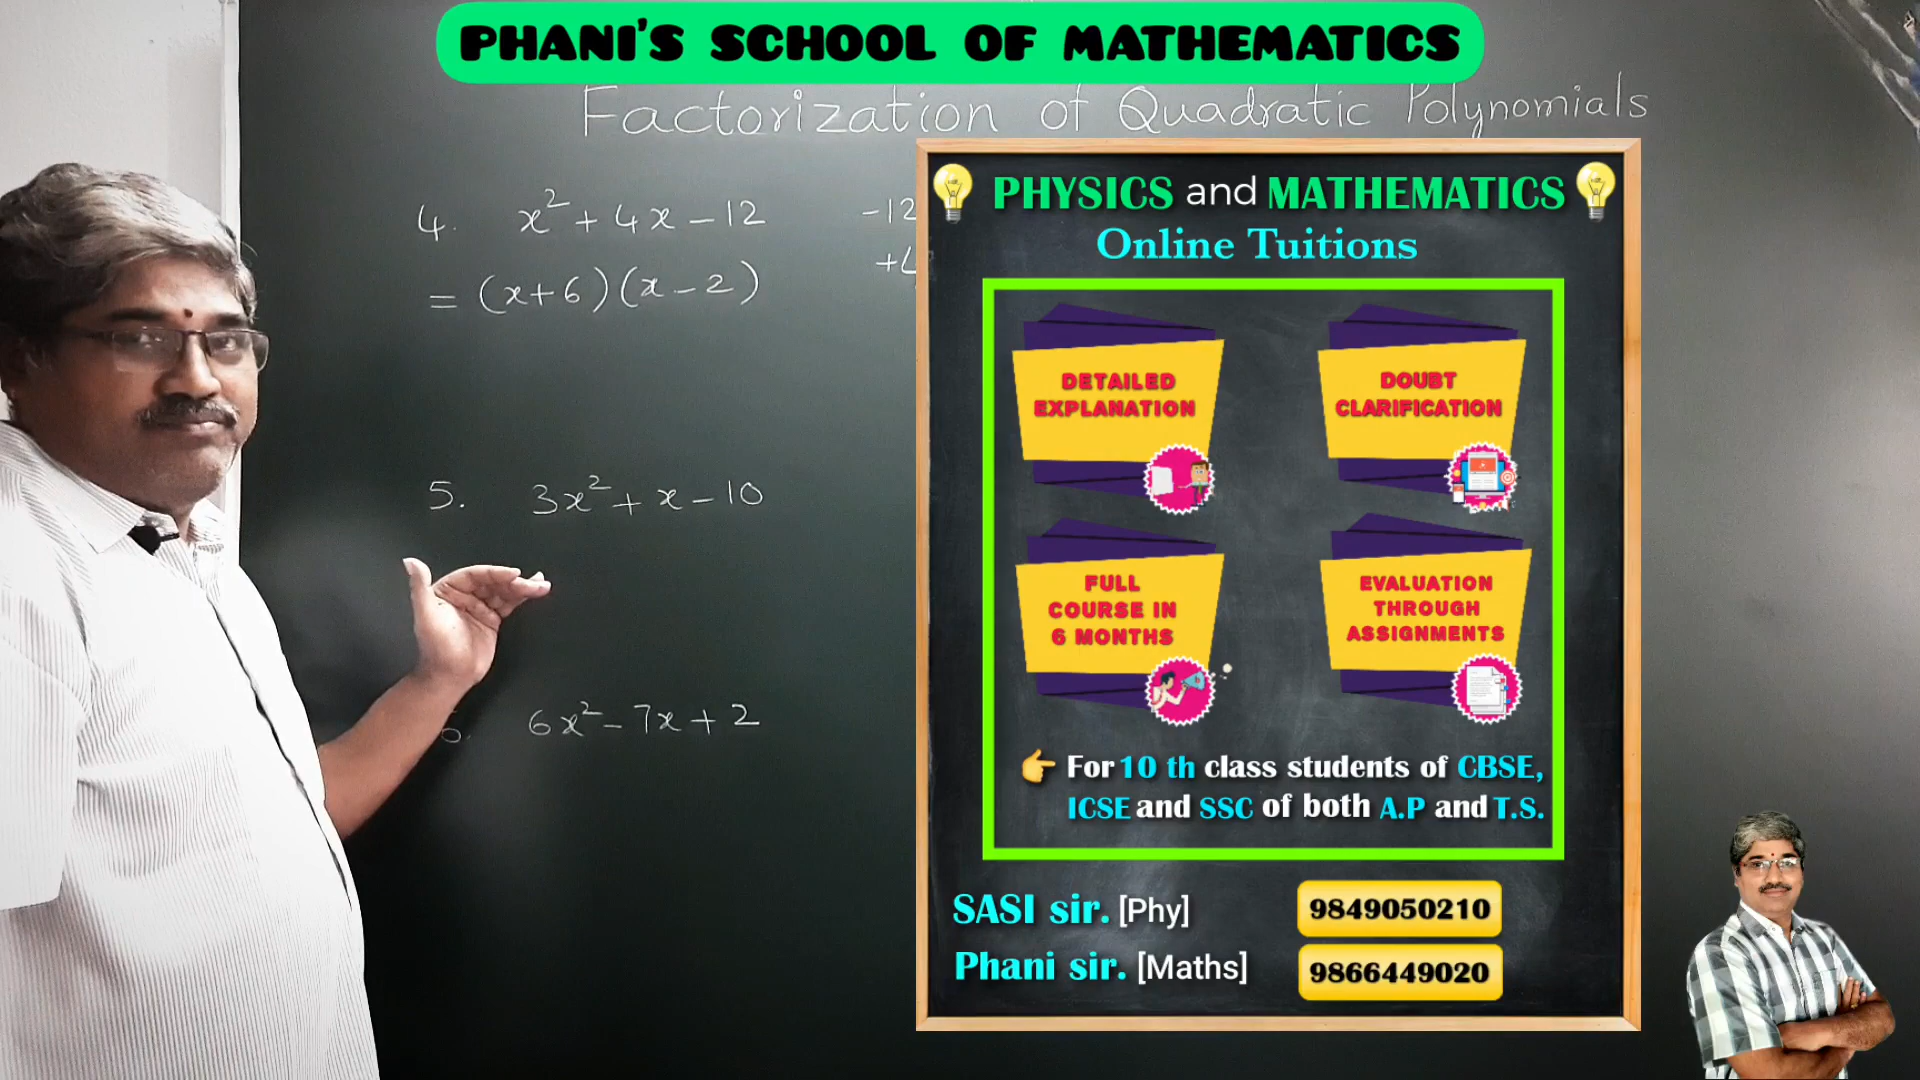 PHANI'S SCHOOL OF MATHEMATICS
Factorization of Quadratic Polynomials
4. x² + 4x − 12
−12
= (x+6)(x−2)
5. 3x² + x − 10
6. 6x² − 7x + 2
PHYSICS and MATHEMATICS
Online Tuitions
DETAILED
EXPLANATION
DOUBT
CLARIFICATION
FULL
COURSE IN
6 MONTHS
EVALUATION
THROUGH
ASSIGNMENTS
For 10 th class students of CBSE,
ICSE and SSC of both A.P and T.S.
SASI sir. [Phy] 9849050210
Phani sir. [Maths] 9866449020